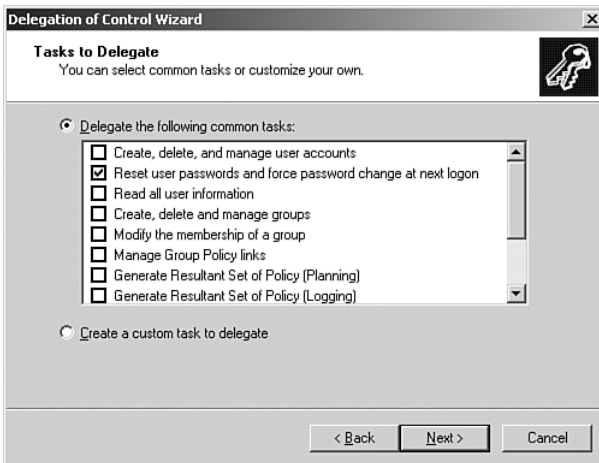 Delegation of Control Wizard
Tasks to Delegate
You can select common tasks or customize your own.
Delegate the following common tasks:
Create, delete, and manage user accounts
Reset user passwords and force password change at next logon
Read all user information
Create, delete and manage groups
Modify the membership of a group
Manage Group Policy links
Generate Resultant Set of Policy (Planning)
Generate Resultant Set of Policy (Logging)
Create a custom task to delegate
< Back Next > Cancel